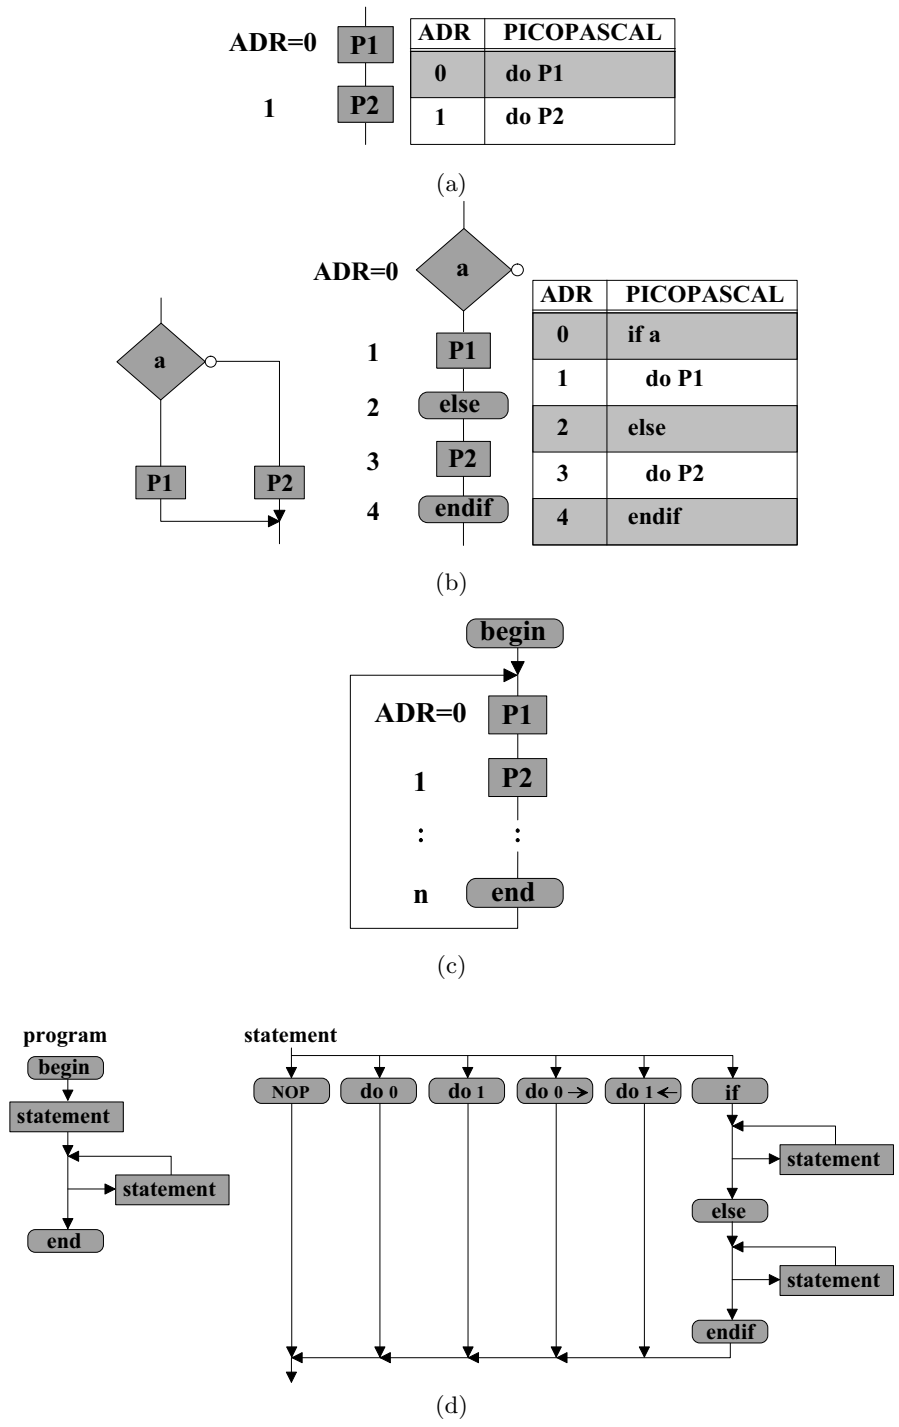 ADR=0 P1
1 P2
ADR PICOPASCAL
0 do P1
1 do P2
(a)
a
P1 P2
ADR=0 a
1 P1
2 else
3 P2
4 endif
ADR PICOPASCAL
0 if a
1 do P1
2 else
3 do P2
4 endif
(b)
begin
ADR=0 P1
1 P2
: :
n end
(c)
program
begin
statement
statement
end
statement
NOP do 0 do 1 do 0 → do 1 ← if
statement
else
statement
endif
(d)